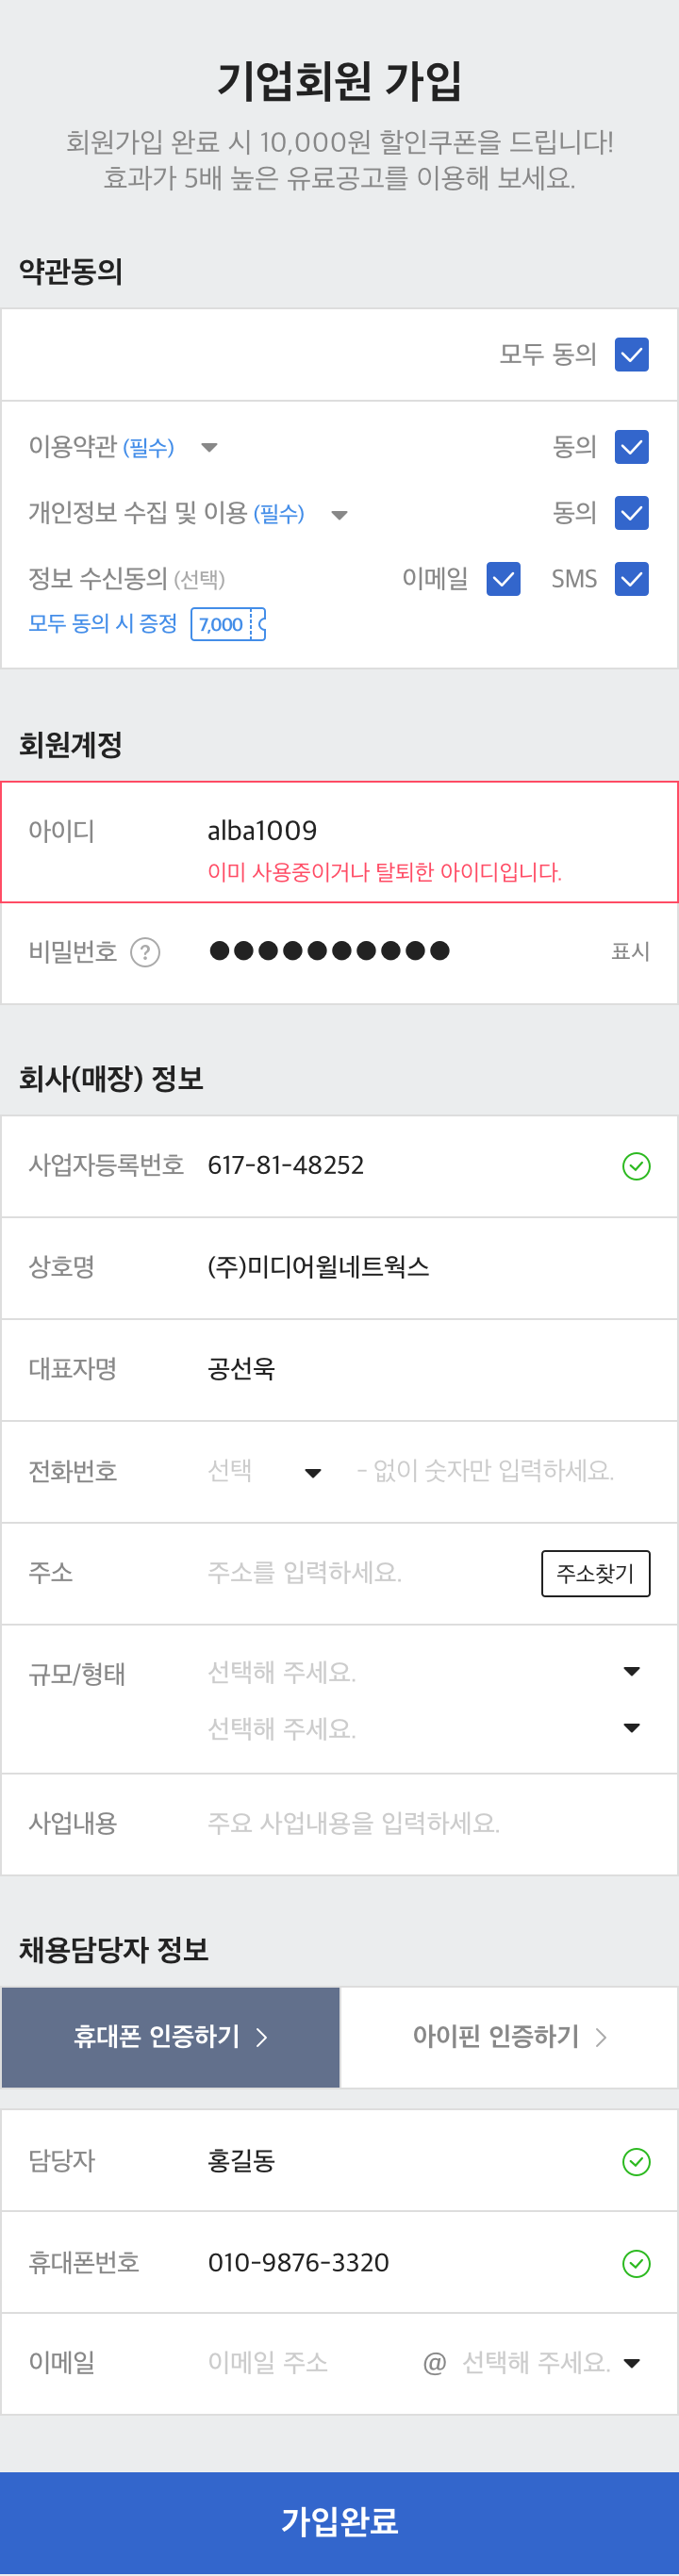 기업회원 가입
회원가입 완료 시 10,000원 할인쿠폰을 드립니다!
효과가 5배 높은 유료공고를 이용해 보세요.
약관동의
모두 동의
이용약관 (필수) 동의
개인정보 수집 및 이용 (필수) 동의
정보 수신동의 (선택) 이메일 SMS
모두 동의 시 증정 7,000
회원계정
아이디 alba1009
이미 사용중이거나 탈퇴한 아이디입니다.
비밀번호 ? ●●●●●●●●●● 표시
회사(매장) 정보
사업자등록번호 617-81-48252
상호명 (주)미디어윌네트웍스
대표자명 공선욱
전화번호 선택 - 없이 숫자만 입력하세요.
주소 주소를 입력하세요. 주소찾기
규모/형태 선택해 주세요.
선택해 주세요.
사업내용 주요 사업내용을 입력하세요.
채용담당자 정보
휴대폰 인증하기 > 아이핀 인증하기 >
담당자 홍길동
휴대폰번호 010-9876-3320
이메일 이메일 주소 @ 선택해 주세요.
가입완료